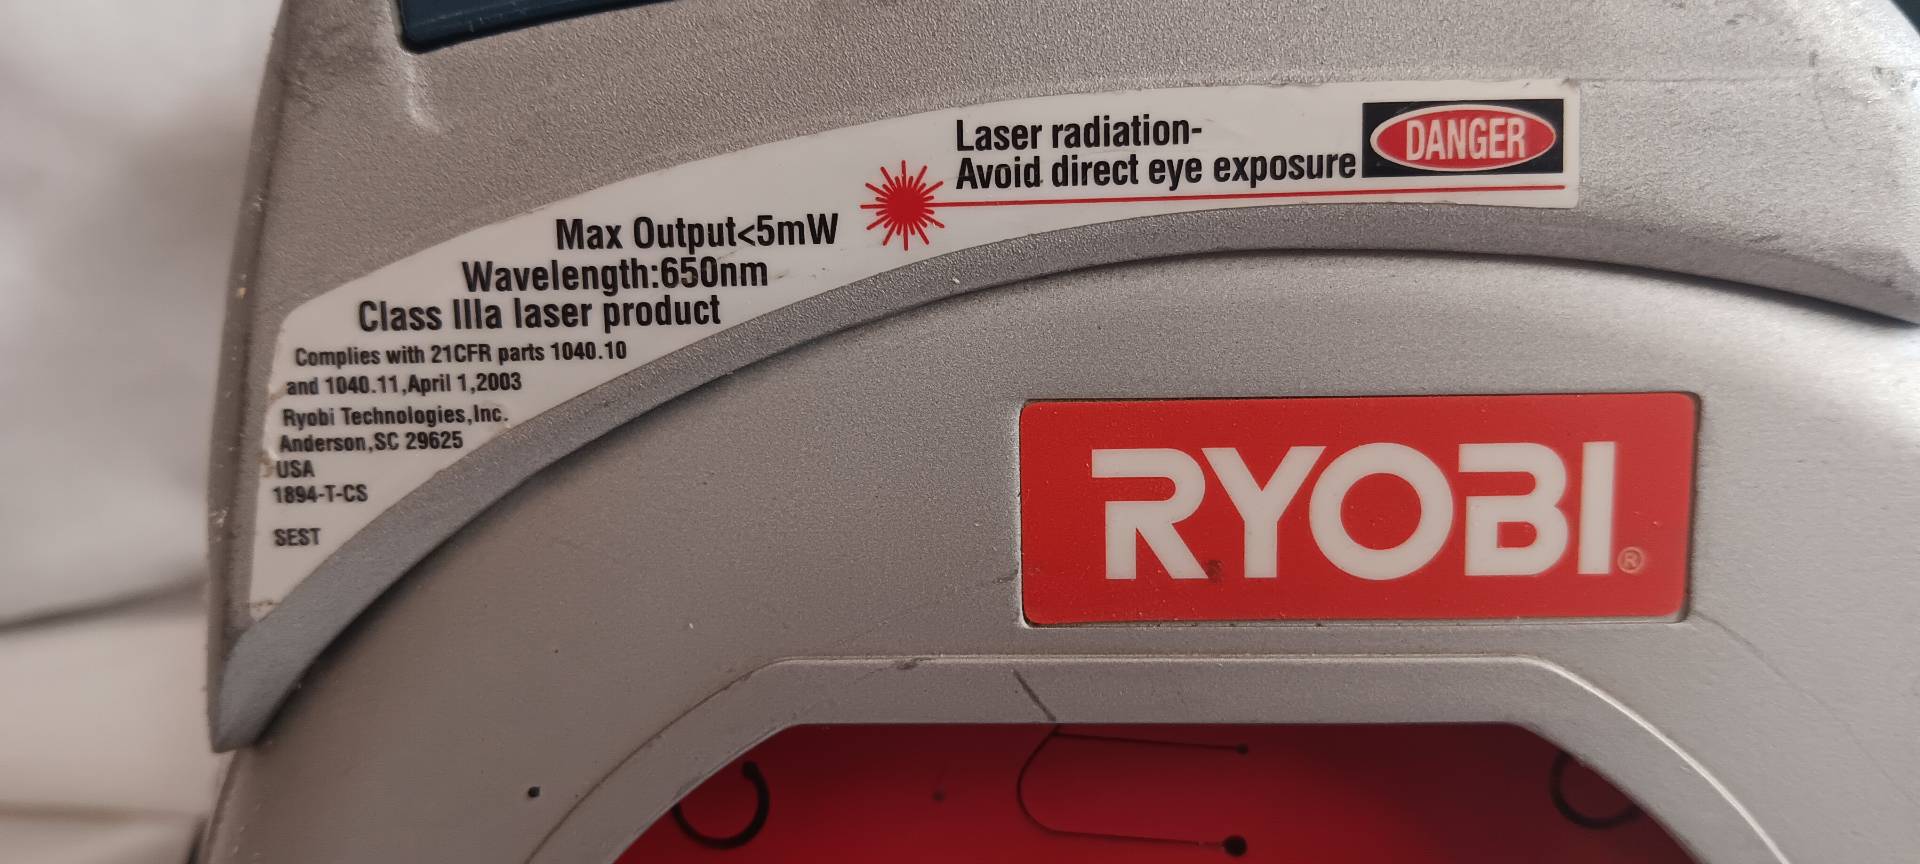 Laser radiation-
Avoid direct eye exposure
DANGER
Max Output<5mW
Wavelength:650nm
Class IIIa laser product
Complies with 21CFR parts 1040.10
and 1040.11,April 1,2003
Ryobi Technologies,Inc.
Anderson,SC 29625
USA
1894-T-CS
SEST
RYOBI®